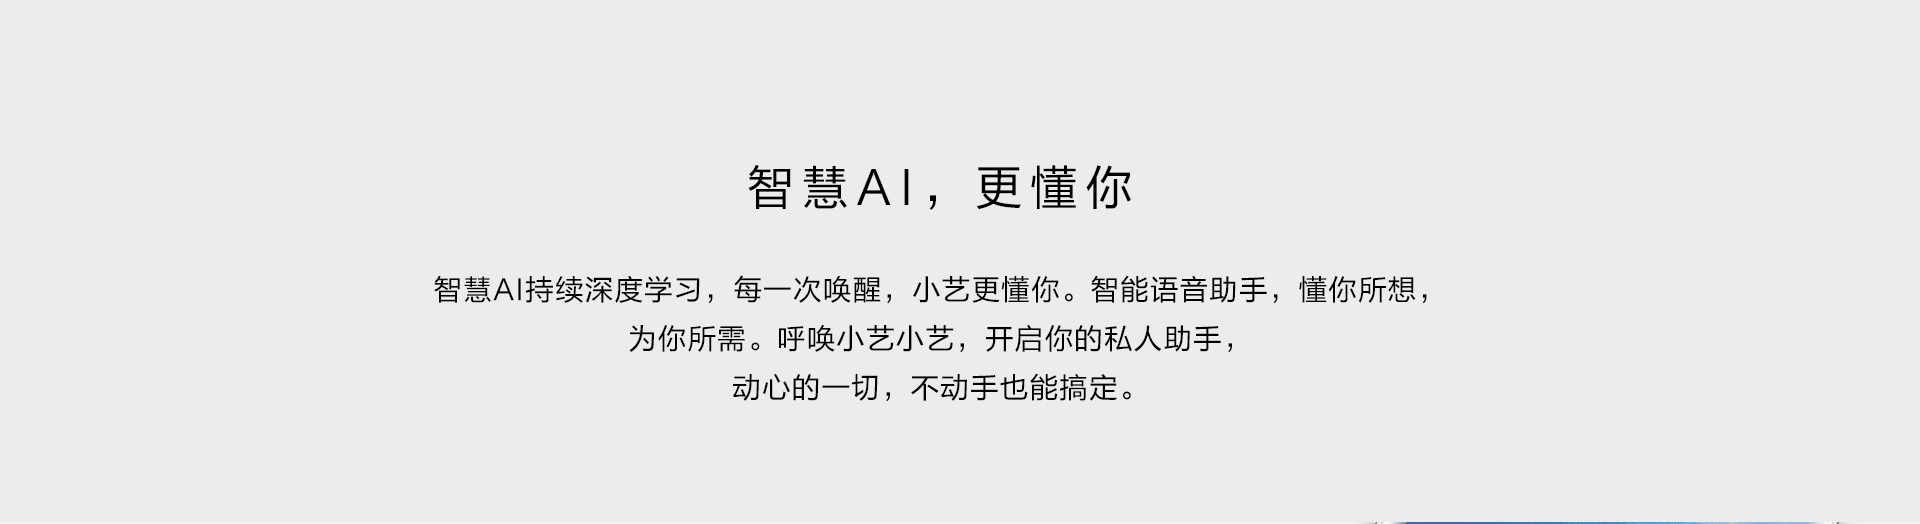 智慧AI，更懂你
智慧AI持续深度学习，每一次唤醒，小艺更懂你。智能语音助手，懂你所想，
为你所需。呼唤小艺小艺，开启你的私人助手，
动心的一切，不动手也能搞定。